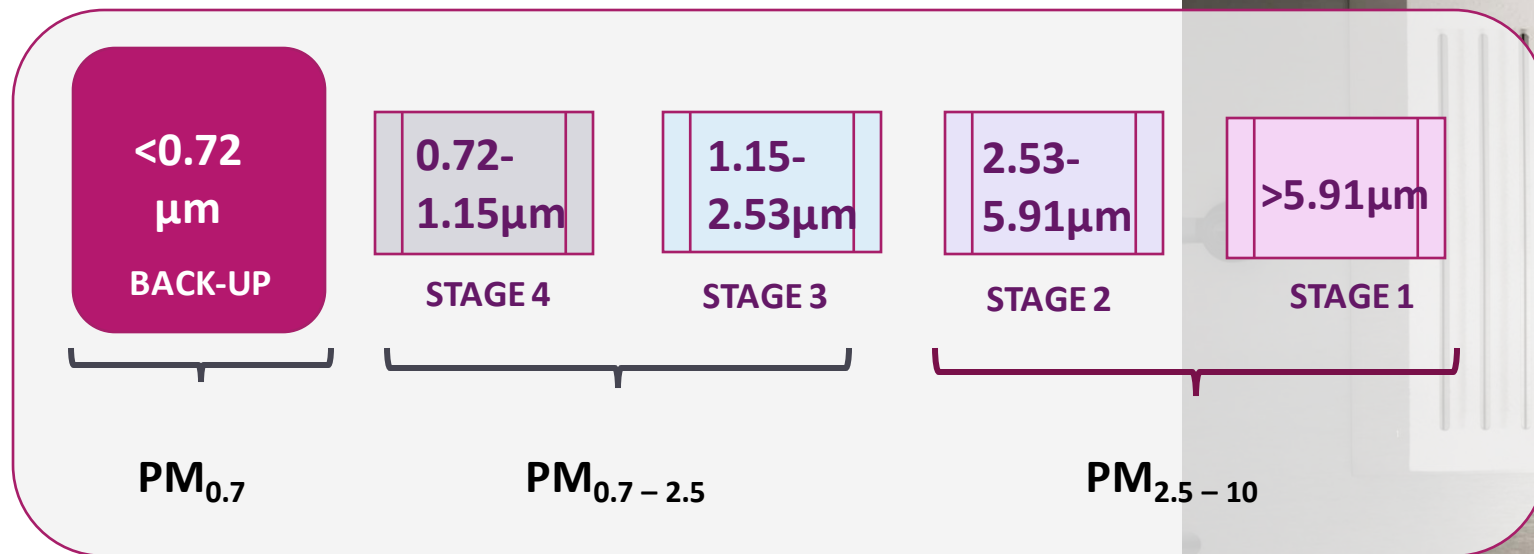 <0.72
µm
BACK-UP
0.72-
1.15µm
STAGE 4
1.15-
2.53µm
STAGE 3
2.53-
5.91µm
STAGE 2
>5.91µm
STAGE 1
PM0.7
PM0.7 – 2.5
PM2.5 – 10